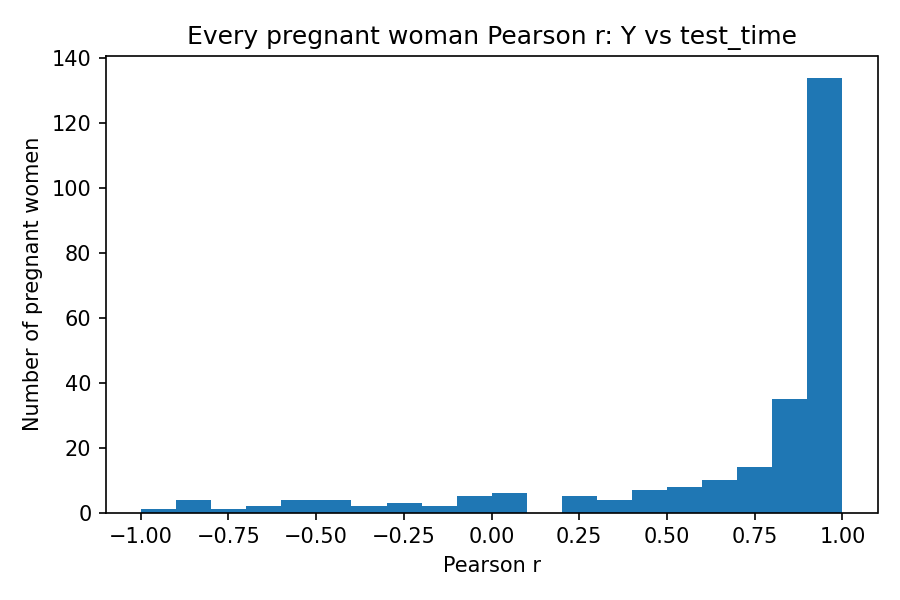 Every pregnant woman Pearson r: Y vs test_time
Number of pregnant women
140
120
100
80
60
40
20
0
−1.00 −0.75 −0.50 −0.25 0.00 0.25 0.50 0.75 1.00
Pearson r